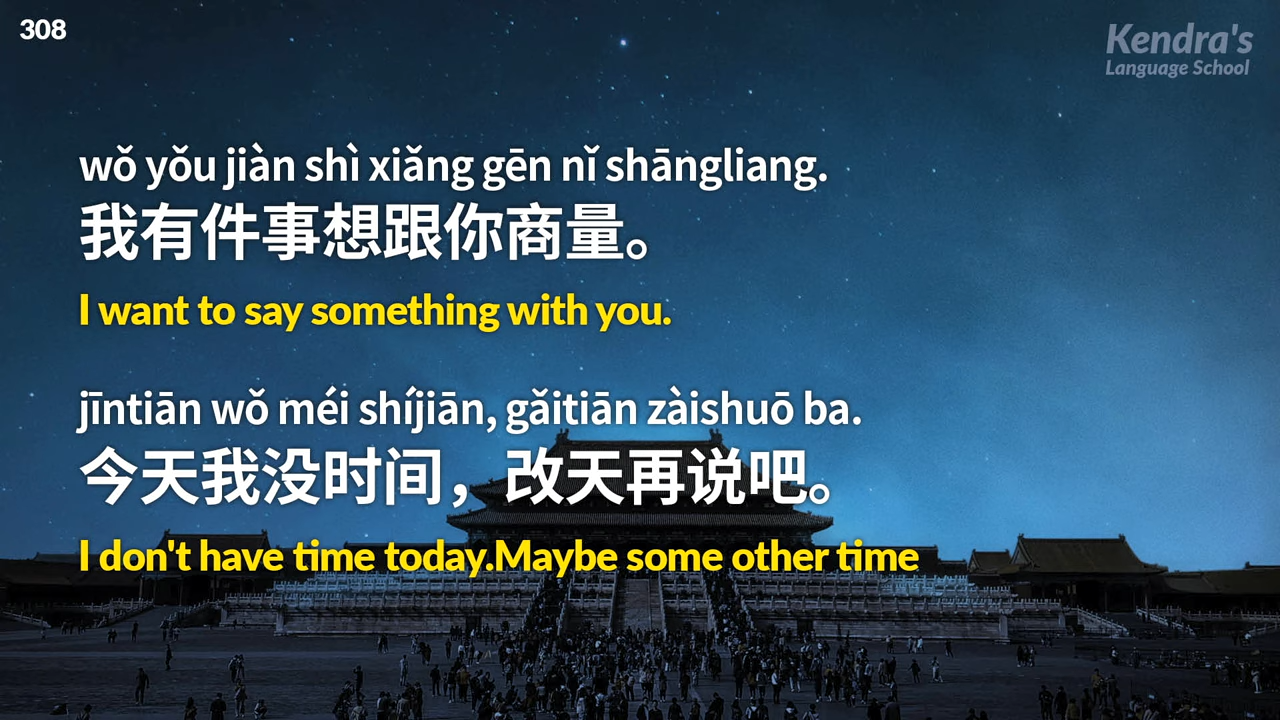 308
Kendra's
Language School
wǒ yǒu jiàn shì xiǎng gēn nǐ shāngliang.
我有件事想跟你商量。
I want to say something with you.
jīntiān wǒ méi shíjiān, gǎitiān zàishuō ba.
今天我没时间，改天再说吧。
I don't have time today.Maybe some other time